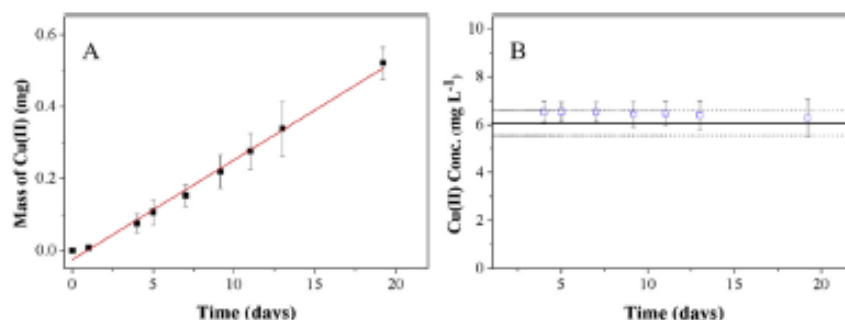 A
0.6
0.4
0.2
0.0
Mass of Cu(II) (mg)
0 5 10 15 20
Time (days)
B
10
8
6
4
2
0
Cu(II) Conc. (mg L⁻¹)
5 10 15 20
Time (days)